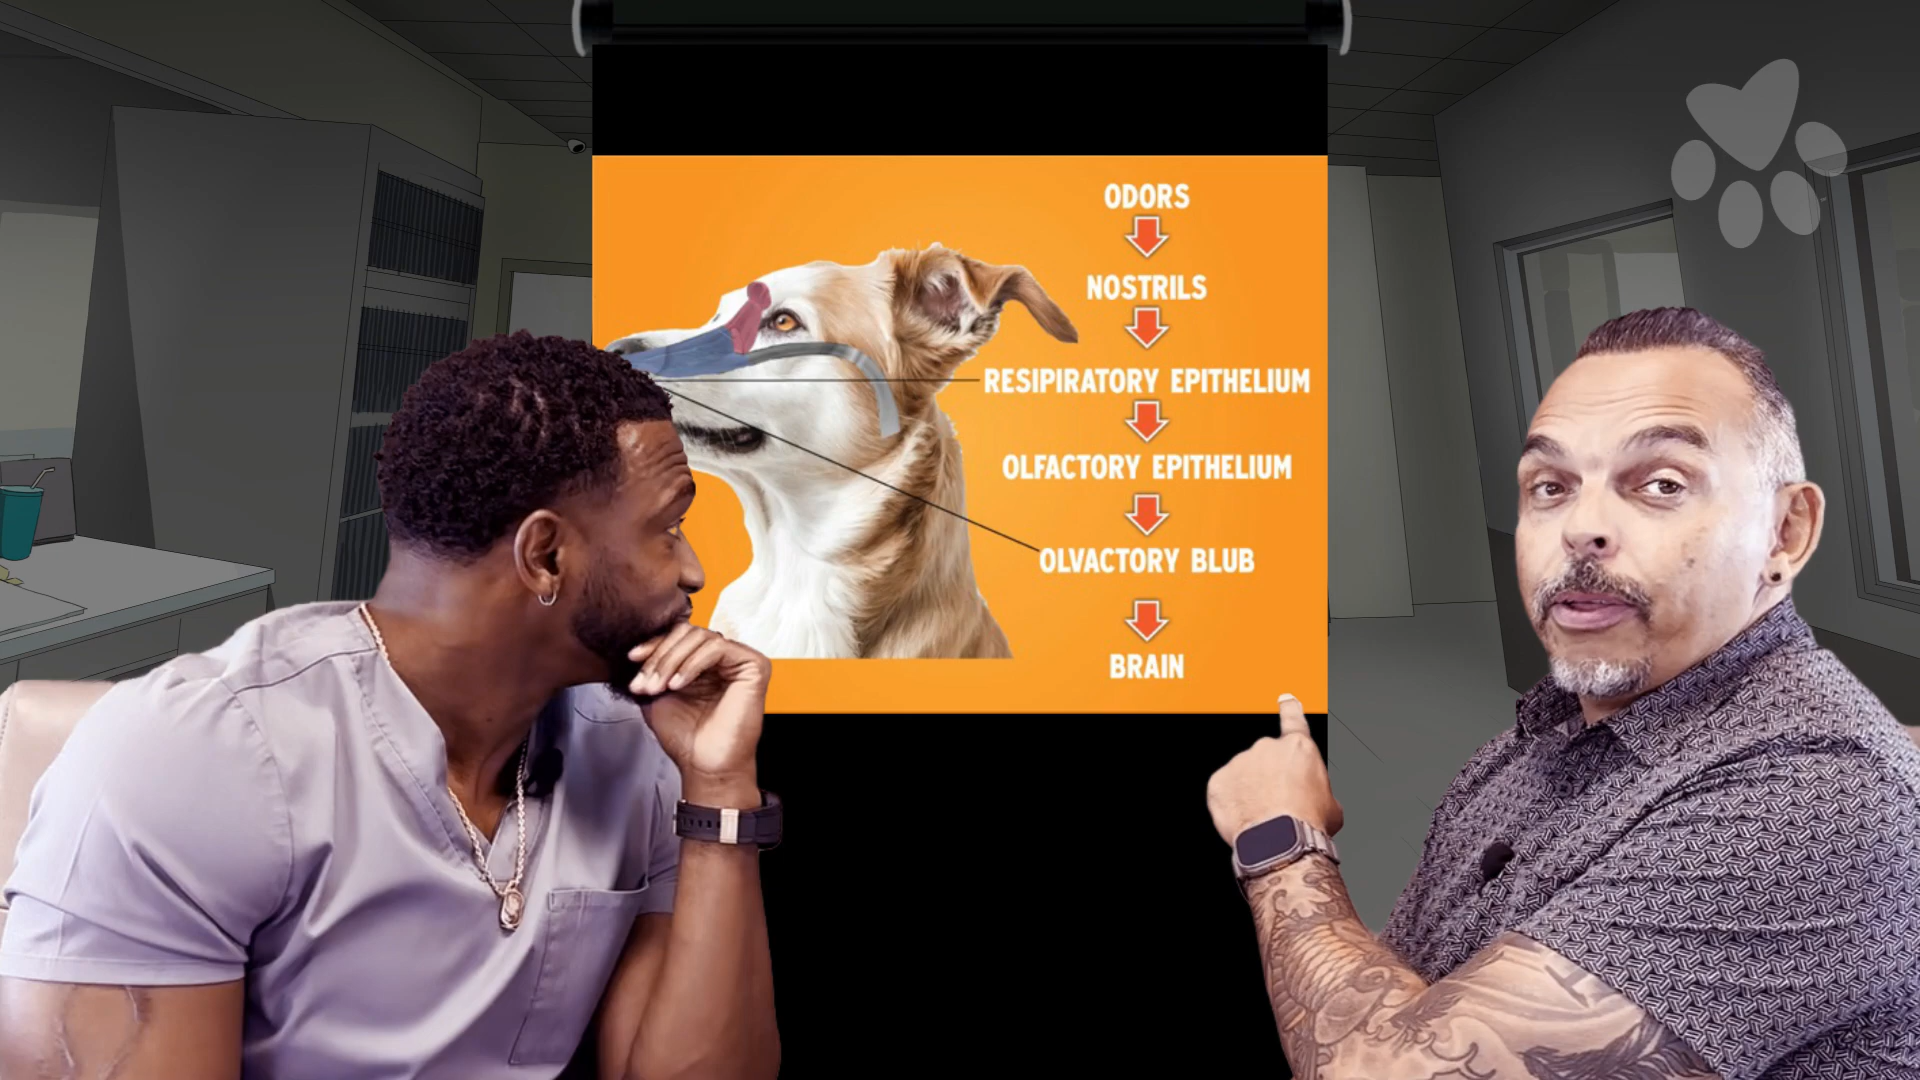 ODORS
NOSTRILS
RESIPIRATORY EPITHELIUM
OLFACTORY EPITHELIUM
OLVACTORY BLUB
BRAIN